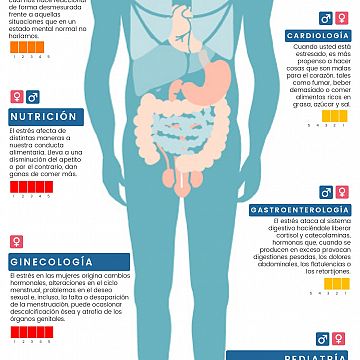 de forma desmesurada
frente a aquellas
situaciones que en un
estado mental normal no
haríamos.
1 2 3 4 5
NUTRICIÓN
El estrés afecta de
distintas maneras a
nuestra conducta
alimentaria. Lleva a una
disminución del apetito
o por el contrario, dan
ganas de comer más.
1 2 3 4 5
GINECOLOGÍA
El estrés en las mujeres origina cambios
hormonales, alteraciones en el ciclo
menstrual, problemas en el deseo
sexual e, incluso, la falta o desaparición
de la menstruación, puede ocasionar
descalcificación ósea y atrofia de los
órganos genitales.
1 2 3 4 5
CARDIOLOGÍA
Cuando usted está
estresado, es más
propenso a hacer
cosas que son malas
para el corazón, tales
como fumar, beber
demasiado o comer
alimentos ricos en
grasa, azúcar y sal.
5 4 3 2 1
GASTROENTEROLOGÍA
El estrés ataca al sistema
digestivo haciéndole liberar
cortisol y catecolaminas,
hormonas que, cuando se
producen en exceso provocan
digestiones pesadas, los dolores
abdominales, las flatulencias o
los retortijones.
5 4 3 2 1
PEDIATRÍA